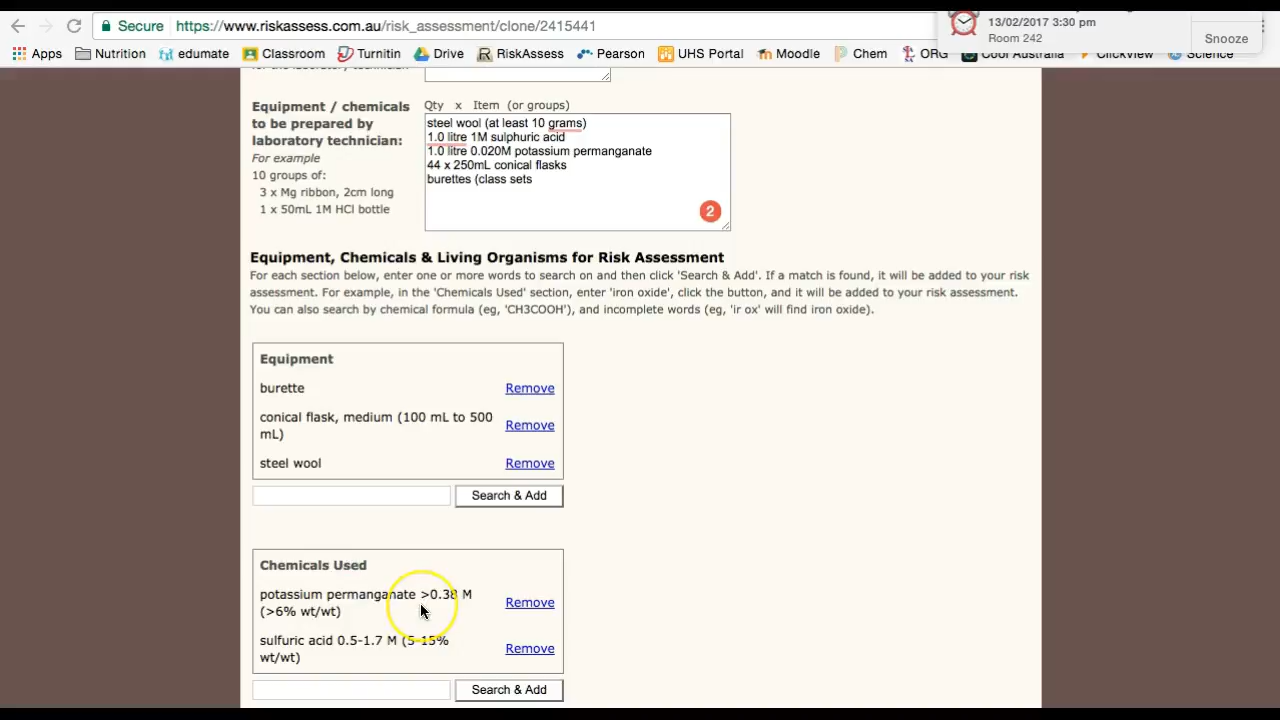 13/02/2017 3:30 pm
Room 242
Snooze
Secure https://www.riskassess.com.au/risk_assessment/clone/2415441
Apps Nutrition edumate Classroom Turnitin Drive RiskAssess Pearson UHS Portal Moodle Chem ORG Cool Australia ClickView Science
for the laboratory technician
Equipment / chemicals
to be prepared by
laboratory technician:
For example
10 groups of:
3 x Mg ribbon, 2cm long
1 x 50mL 1M HCl bottle
Qty x Item (or groups)
steel wool (at least 10 grams)
1.0 litre 1M sulphuric acid
1.0 litre 0.020M potassium permanganate
44 x 250mL conical flasks
burettes (class sets
2
Equipment, Chemicals & Living Organisms for Risk Assessment
For each section below, enter one or more words to search on and then click 'Search & Add'. If a match is found, it will be added to your risk
assessment. For example, in the 'Chemicals Used' section, enter 'iron oxide', click the button, and it will be added to your risk assessment.
You can also search by chemical formula (eg, 'CH3COOH'), and incomplete words (eg, 'ir ox' will find iron oxide).
Equipment
burette Remove
conical flask, medium (100 mL to 500
mL) Remove
steel wool Remove
Search & Add
Chemicals Used
potassium permanganate >0.38 M
(>6% wt/wt) Remove
sulfuric acid 0.5-1.7 M (5-15%
wt/wt) Remove
Search & Add